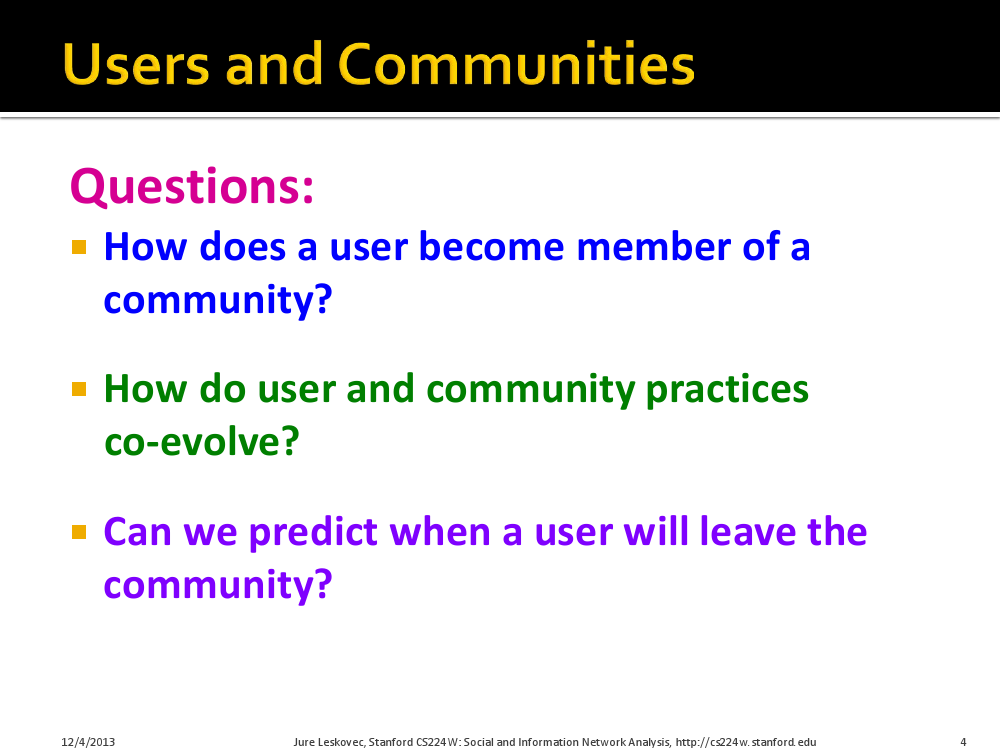 Users and Communities
Questions:
How does a user become member of a
community?
How do user and community practices
co-evolve?
Can we predict when a user will leave the
community?
12/4/2013
Jure Leskovec, Stanford CS224W: Social and Information Network Analysis, http://cs224w.stanford.edu
4